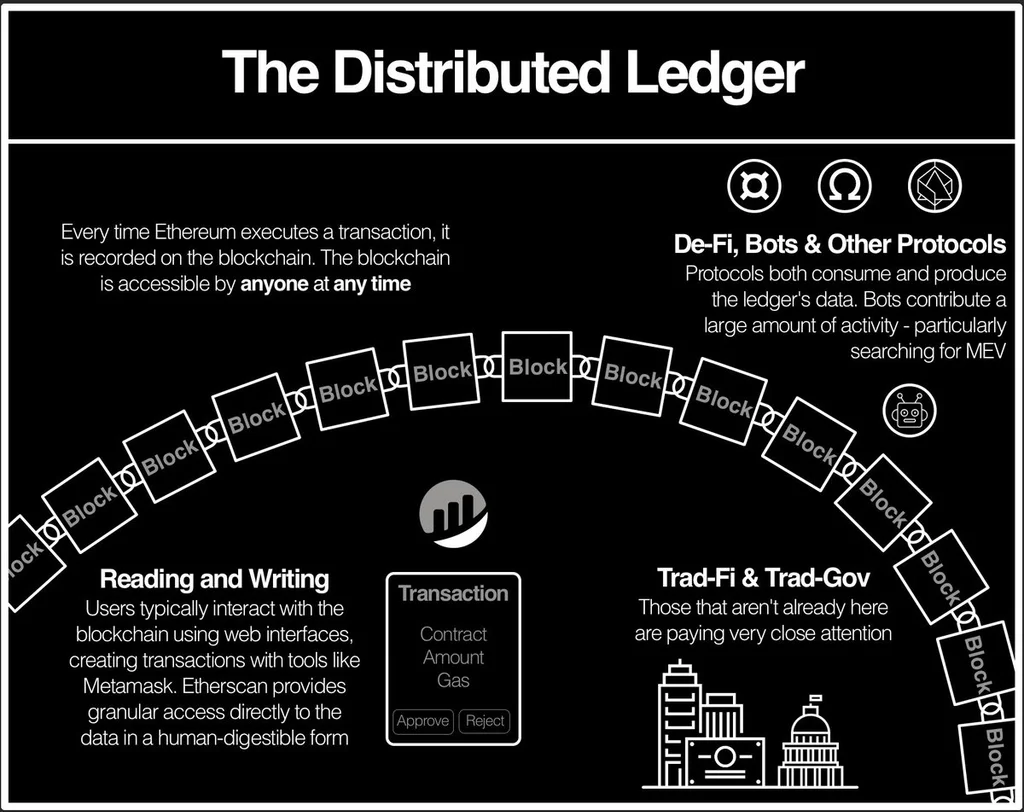 The Distributed Ledger
Every time Ethereum executes a transaction, it
is recorded on the blockchain. The blockchain
is accessible by anyone at any time
De-Fi, Bots & Other Protocols
Protocols both consume and produce
the ledger's data. Bots contribute a
large amount of activity - particularly
searching for MEV
lock
Block
Block
Block
Block
Block
Block
Block
Block
Block
Block
Block
Block
Block
Reading and Writing
Users typically interact with the
blockchain using web interfaces,
creating transactions with tools like
Metamask. Etherscan provides
granular access directly to the
data in a human-digestible form
Transaction
Contract
Amount
Gas
Approve
Reject
Trad-Fi & Trad-Gov
Those that aren't already here
are paying very close attention